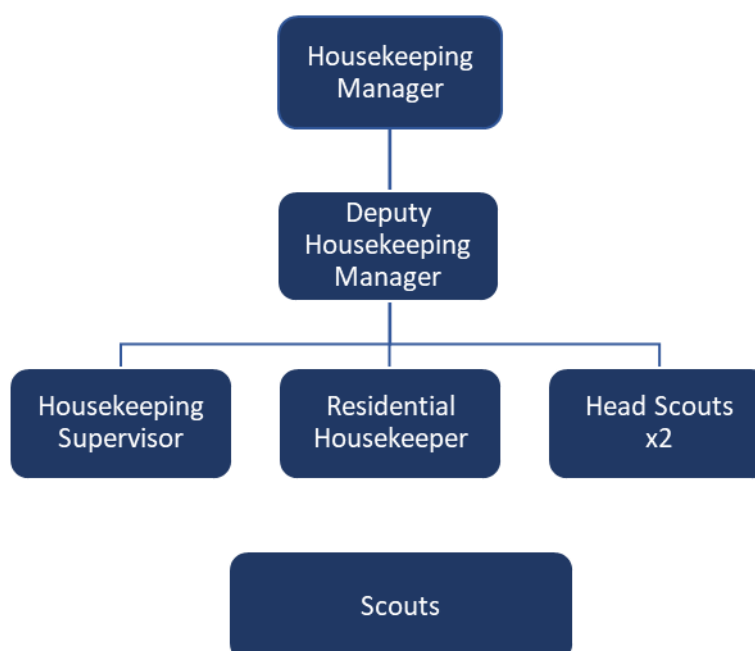 Housekeeping
Manager
Deputy
Housekeeping
Manager
Housekeeping
Supervisor
Residential
Housekeeper
Head Scouts
x2
Scouts